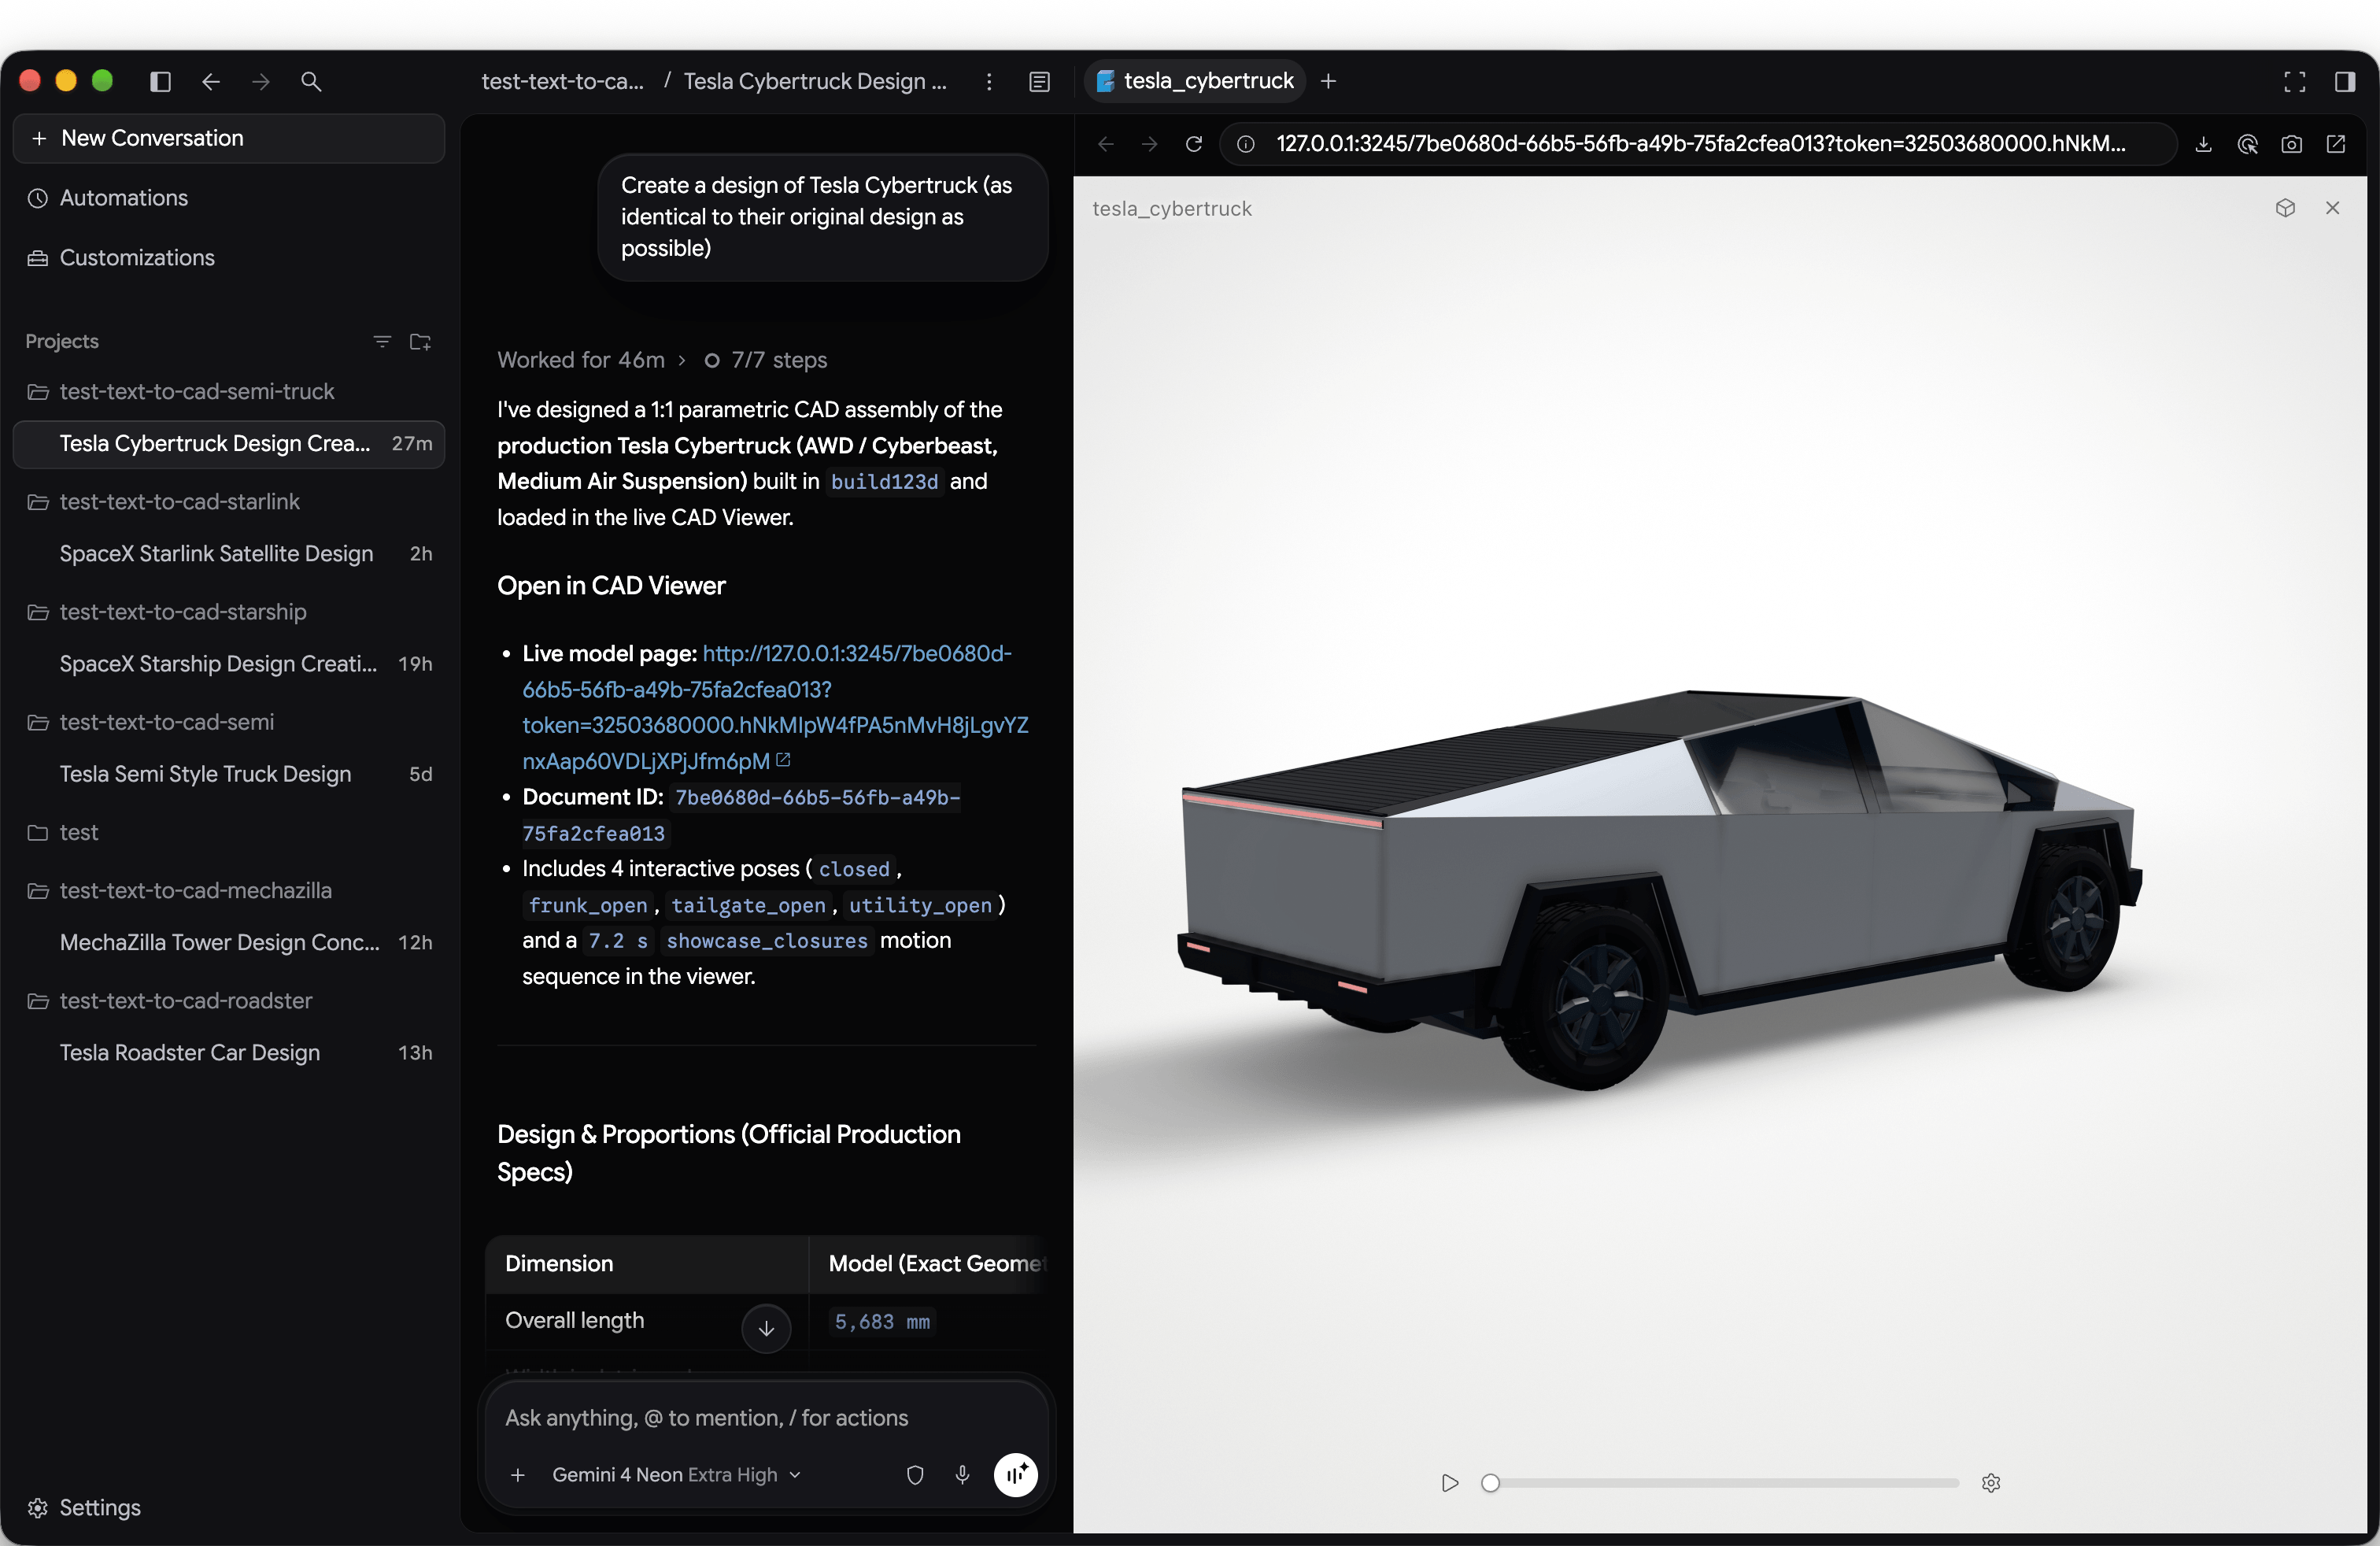 test-text-to-ca... / Tesla Cybertruck Design ...
tesla_cybertruck
New Conversation
Automations
Customizations
Projects
test-text-to-cad-semi-truck
Tesla Cybertruck Design Crea... 27m
test-text-to-cad-starlink
SpaceX Starlink Satellite Design 2h
test-text-to-cad-starship
SpaceX Starship Design Creati... 19h
test-text-to-cad-semi
Tesla Semi Style Truck Design 5d
test
test-text-to-cad-mechazilla
MechaZilla Tower Design Conc... 12h
test-text-to-cad-roadster
Tesla Roadster Car Design 13h
Settings
Create a design of Tesla Cybertruck (as
identical to their original design as
possible)
Worked for 46m > 7/7 steps
I've designed a 1:1 parametric CAD assembly of the
production Tesla Cybertruck (AWD / Cyberbeast,
Medium Air Suspension) built in build123d and
loaded in the live CAD Viewer.
Open in CAD Viewer
• Live model page: http://127.0.0.1:3245/7be0680d-
66b5-56fb-a49b-75fa2cfea013?
token=32503680000.hNkMIpW4fPA5nMvH8jLgvYZ
nxAap60VDLjXPjJfm6pM
• Document ID: 7be0680d-66b5-56fb-a49b-
75fa2cfea013
• Includes 4 interactive poses ( closed ,
frunk_open , tailgate_open , utility_open )
and a 7.2 s showcase_closures motion
sequence in the viewer.
Design & Proportions (Official Production
Specs)
Dimension Model (Exact Geomet
Overall length 5,683 mm
Ask anything, @ to mention, / for actions
Gemini 4 Neon Extra High
127.0.0.1:3245/7be0680d-66b5-56fb-a49b-75fa2cfea013?token=32503680000.hNkM...
tesla_cybertruck